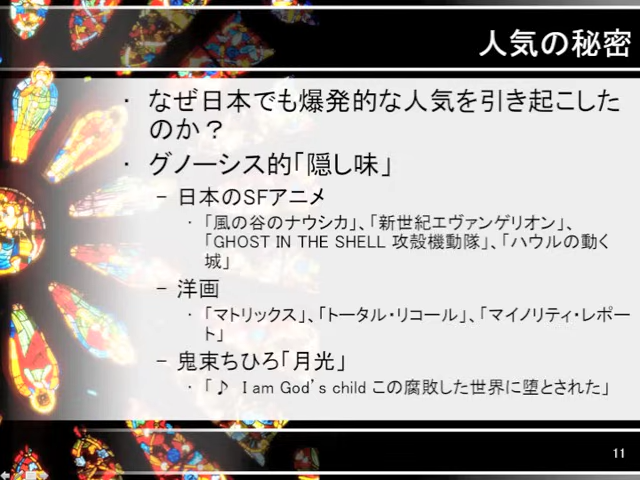 人気の秘密
・ なぜ日本でも爆発的な人気を引き起こした
のか？
・ グノーシス的「隠し味」
– 日本のSFアニメ
・ 「風の谷のナウシカ」、「新世紀エヴァンゲリオン」、
「GHOST IN THE SHELL 攻殻機動隊」、「ハウルの動く
城」
– 洋画
・ 「マトリックス」、「トータル・リコール」、「マイノリティ・レポー
ト」
– 鬼束ちひろ「月光」
・ 「♪ I am God's child この腐敗した世界に堕とされた」
11